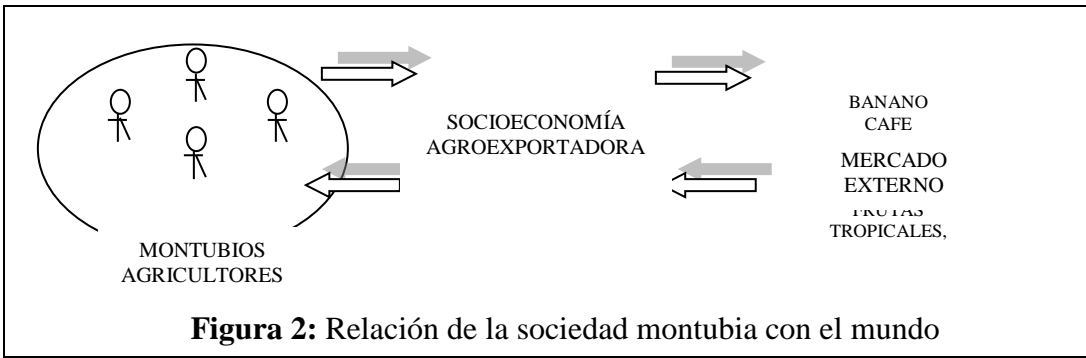 SOCIOECONOMÍA
AGROEXPORTADORA
BANANO
CAFE
MERCADO
EXTERNO
TROPICALES,
MONTUBIOS
AGRICULTORES
Figura 2: Relación de la sociedad montubia con el mundo